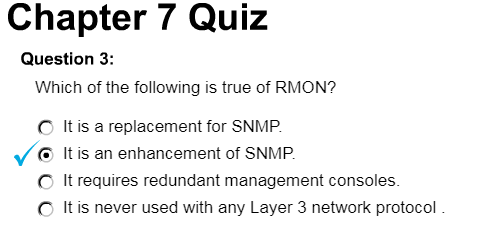 Chapter 7 Quiz
Question 3:
Which of the following is true of RMON?
It is a replacement for SNMP.
It is an enhancement of SNMP.
It requires redundant management consoles.
It is never used with any Layer 3 network protocol .